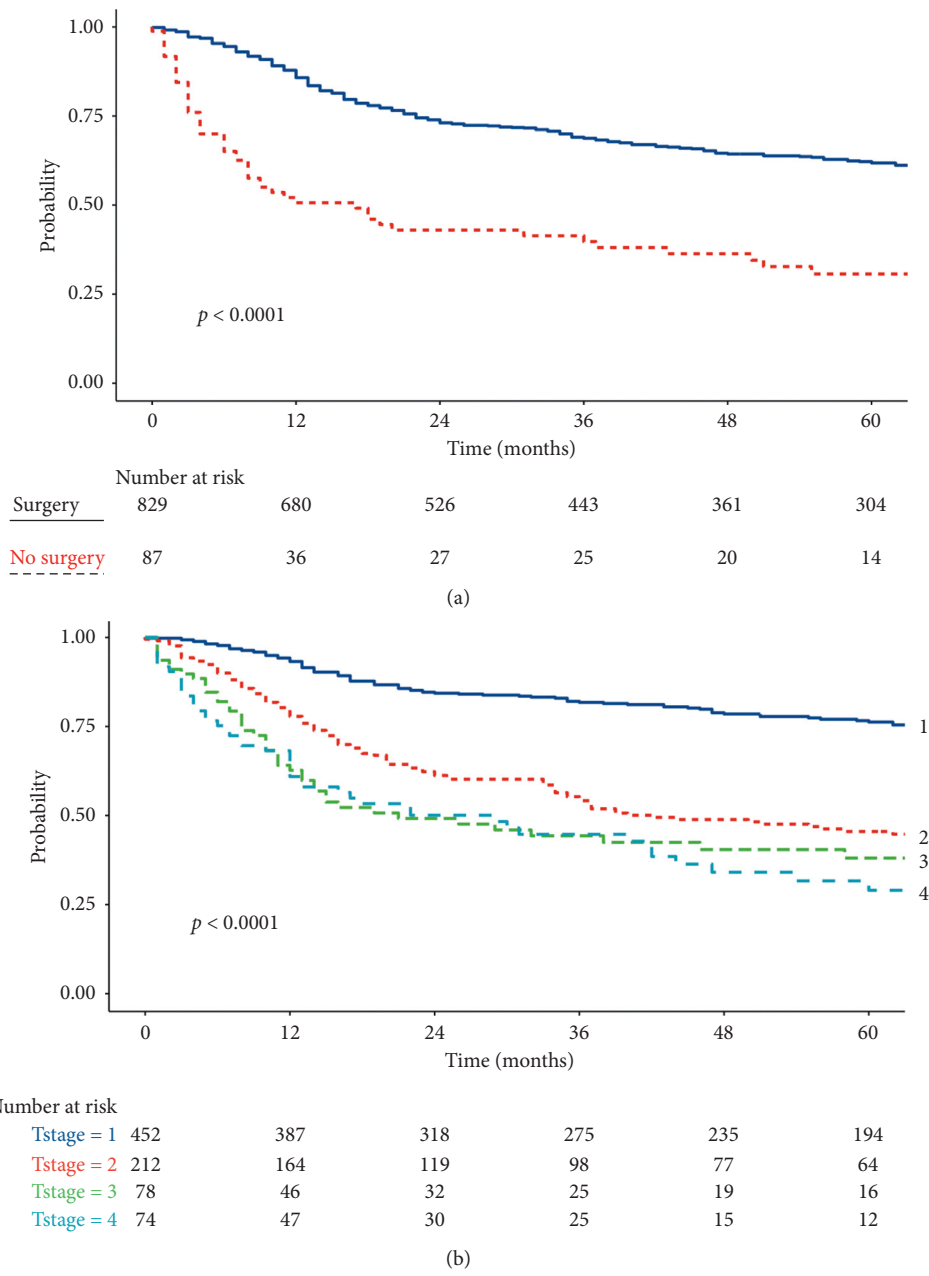 1.00
0.75
0.50
0.25
0.00
Probability
p < 0.0001
0 12 24 36 48 60
Time (months)
Number at risk
Surgery 829 680 526 443 361 304
No surgery 87 36 27 25 20 14
(a)
1.00
0.75
0.50
0.25
0.00
Probability
p < 0.0001
1
2
3
4
0 12 24 36 48 60
Time (months)
Number at risk
Tstage = 1 452 387 318 275 235 194
Tstage = 2 212 164 119 98 77 64
Tstage = 3 78 46 32 25 19 16
Tstage = 4 74 47 30 25 15 12
(b)